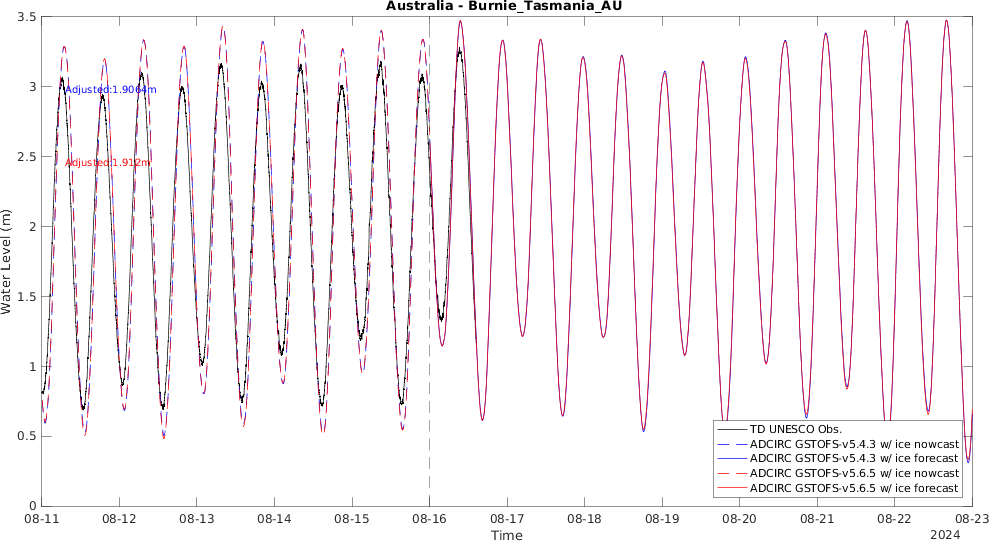 Australia - Burnie_Tasmania_AU
3.5
3
2.5
2
1.5
1
0.5
0
Water Level (m)
Adjusted:1.9064m
Adjusted:1.912m
TD UNESCO Obs.
ADCIRC GSTOFS-v5.4.3 w/ ice nowcast
ADCIRC GSTOFS-v5.4.3 w/ ice forecast
ADCIRC GSTOFS-v5.6.5 w/ ice nowcast
ADCIRC GSTOFS-v5.6.5 w/ ice forecast
08-11 08-12 08-13 08-14 08-15 08-16 08-17 08-18 08-19 08-20 08-21 08-22 08-23
Time
2024